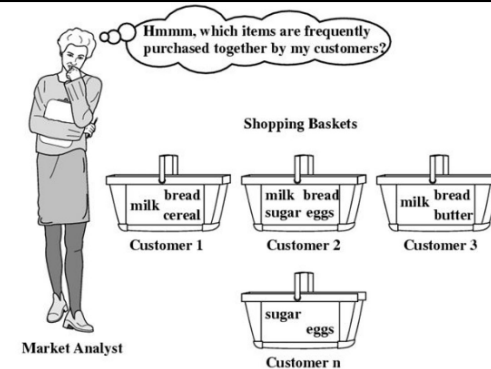 Hmmm, which items are frequently
purchased together by my customers?
Shopping Baskets
milk bread
cereal
Customer 1
milk bread
sugar eggs
Customer 2
milk bread
butter
Customer 3
sugar
eggs
Customer n
Market Analyst